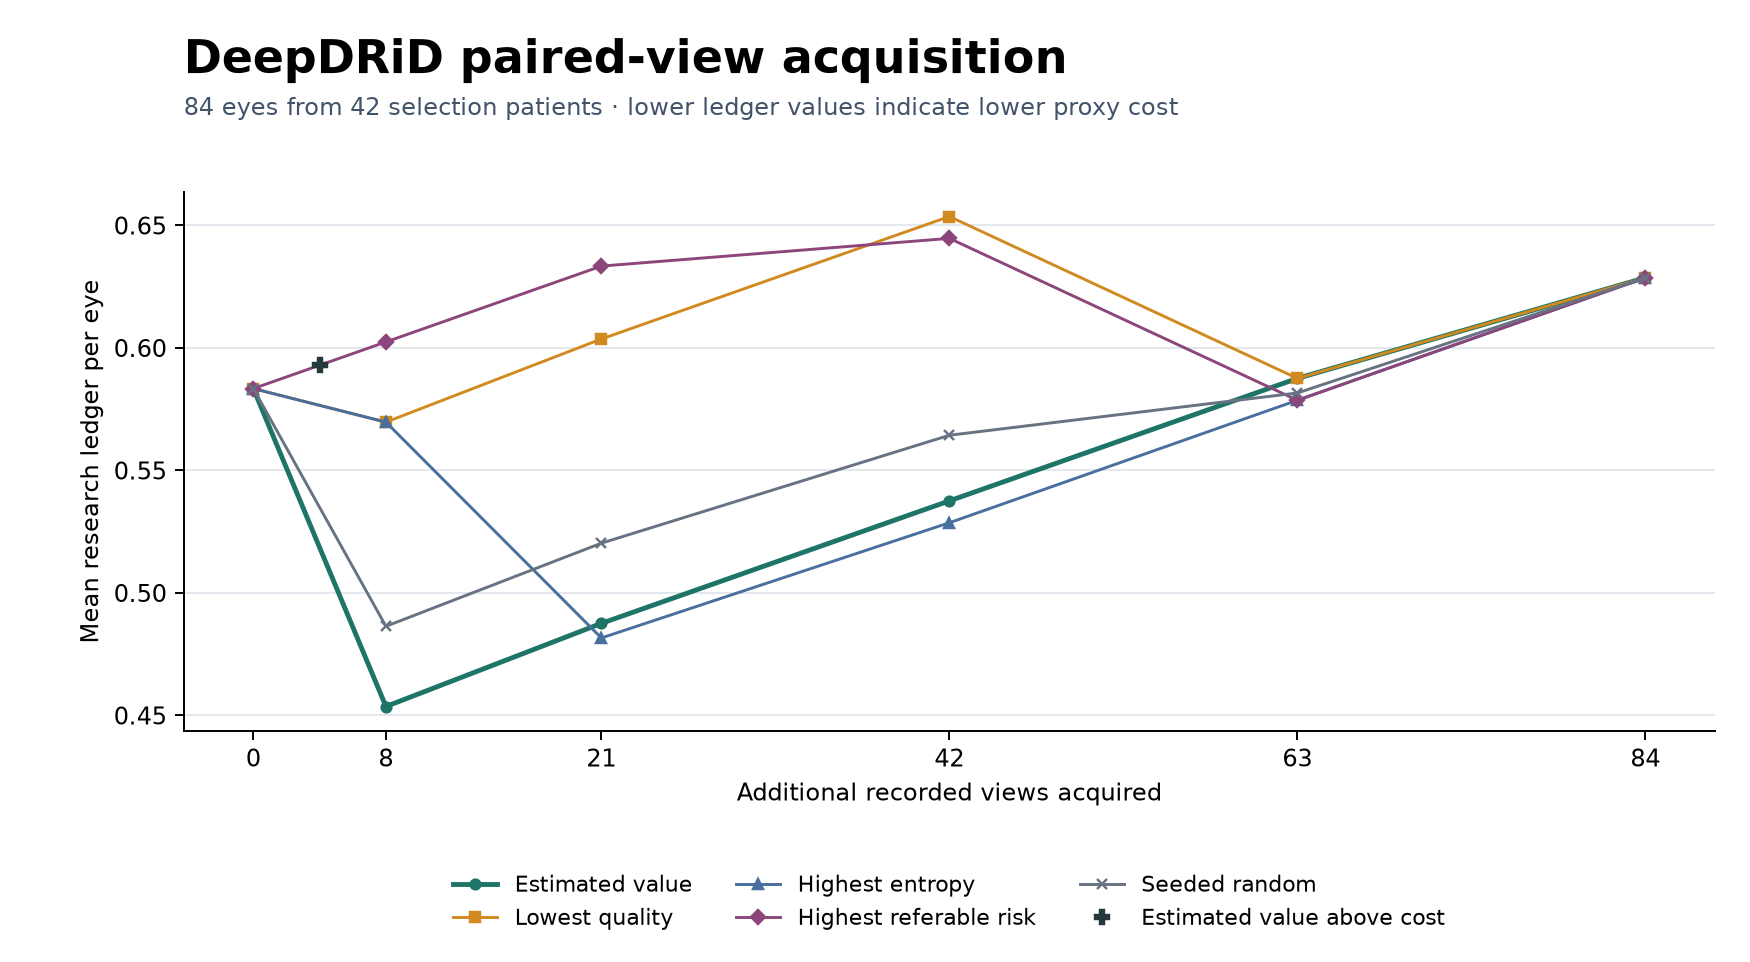 DeepDRiD paired-view acquisition
84 eyes from 42 selection patients · lower ledger values indicate lower proxy cost
Mean research ledger per eye
0.65
0.60
0.55
0.50
0.45
0 8 21 42 63 84
Additional recorded views acquired
Estimated value Highest entropy Seeded random
Lowest quality Highest referable risk Estimated value above cost